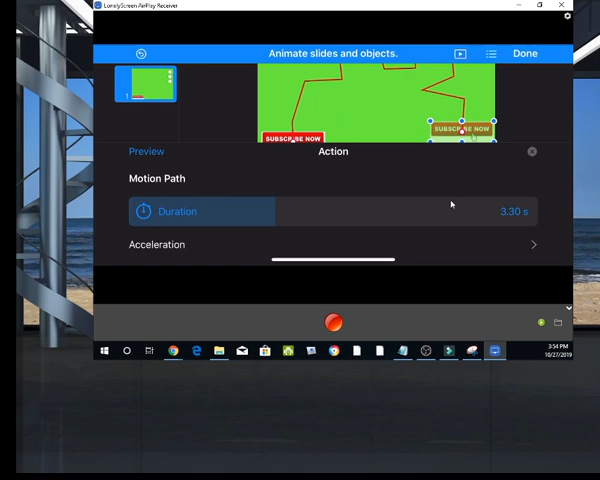 LonelyScreen AirPlay Receiver
Animate slides and objects.
Done
1
SUBSCRIBE NOW
SUBSCRIBE NOW
Preview
Action
Motion Path
Duration
3.30 s
Acceleration
3:54 PM
10/27/2019